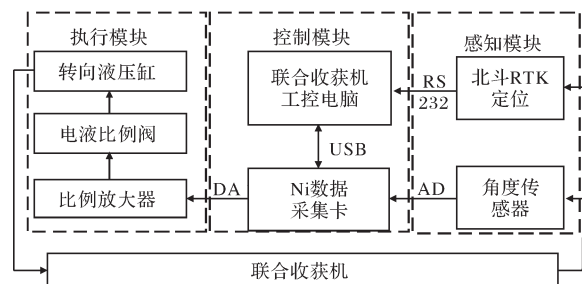 执行模块
控制模块
感知模块
转向液压缸
电液比例阀
比例放大器
联合收获机
工控电脑
USB
Ni数据
采集卡
DA
RS
232
AD
北斗RTK
定位
角度传
感器
联合收获机